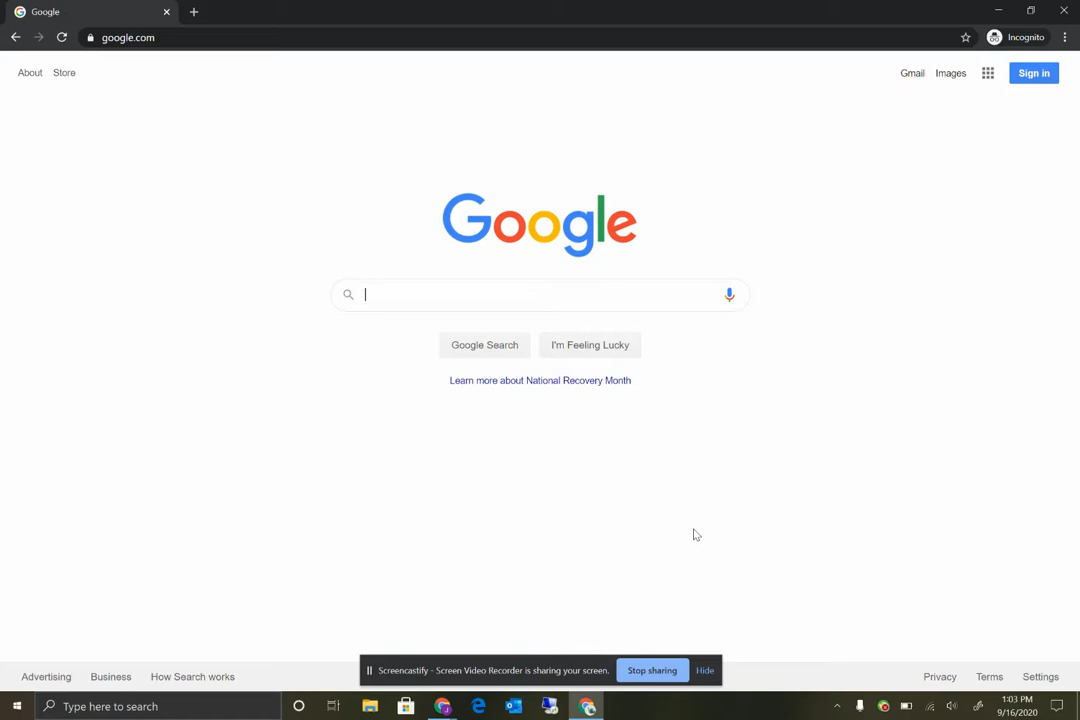 Google
google.com
Incognito
About Store
Gmail Images Sign in
Google
Google Search I'm Feeling Lucky
Learn more about National Recovery Month
Screencastify - Screen Video Recorder is sharing your screen. Stop sharing Hide
Advertising Business How Search works
Privacy Terms Settings
Type here to search
1:03 PM
9/16/2020